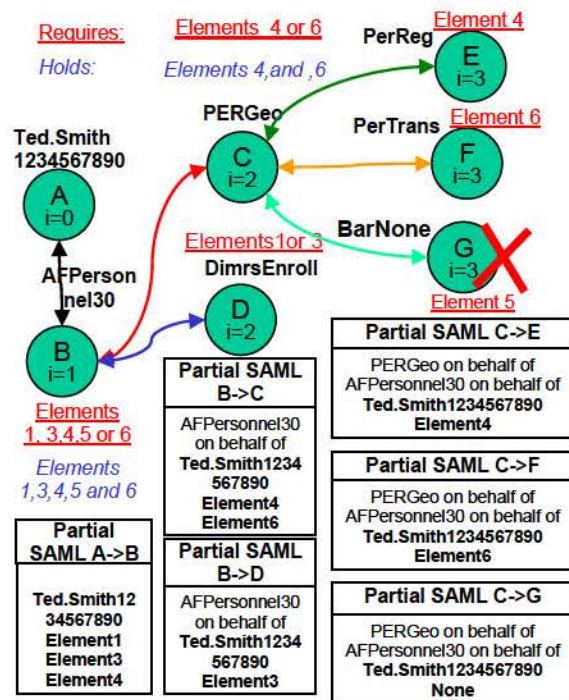 Requires:
Elements 4 or 6
Element 4
Holds:
Elements 4,and ,6
PerReg
E
i=3
PERGeo
C
i=2
PerTrans
Element 6
F
i=3
Ted.Smith
1234567890
A
i=0
BarNone
G
i=3
Element 5
Elements1or 3
DimrsEnroll
D
i=2
AFPerson
nel30
B
i=1
Elements
1, 3,4,5 or 6
Elements
1,3,4,5 and 6
Partial
SAML A->B
Ted.Smith12
34567890
Element1
Element3
Element4
Partial SAML
B->C
AFPersonnel30
on behalf of
Ted.Smith1234
567890
Element4
Element6
Partial SAML
B->D
AFPersonnel30
on behalf of
Ted.Smith1234
567890
Element3
Partial SAML C->E
PERGeo on behalf of
AFPersonnel30 on behalf of
Ted.Smith1234567890
Element4
Partial SAML C->F
PERGeo on behalf of
AFPersonnel30 on behalf of
Ted.Smith1234567890
Element6
Partial SAML C->G
PERGeo on behalf of
AFPersonnel30 on behalf of
Ted.Smith1234567890
None